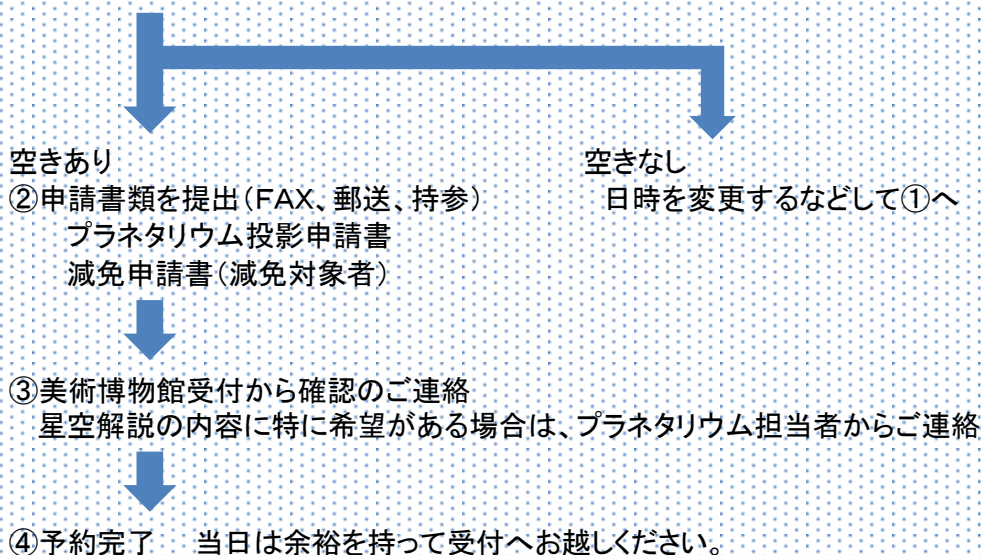 空きあり
②申請書類を提出(FAX、郵送、持参)
プラネタリウム投影申請書
減免申請書(減免対象者)
空きなし
日時を変更するなどして①へ
③美術博物館受付から確認のご連絡
星空解説の内容に特に希望がある場合は、プラネタリウム担当者からご連絡
④予約完了　当日は余裕を持って受付へお越しください。